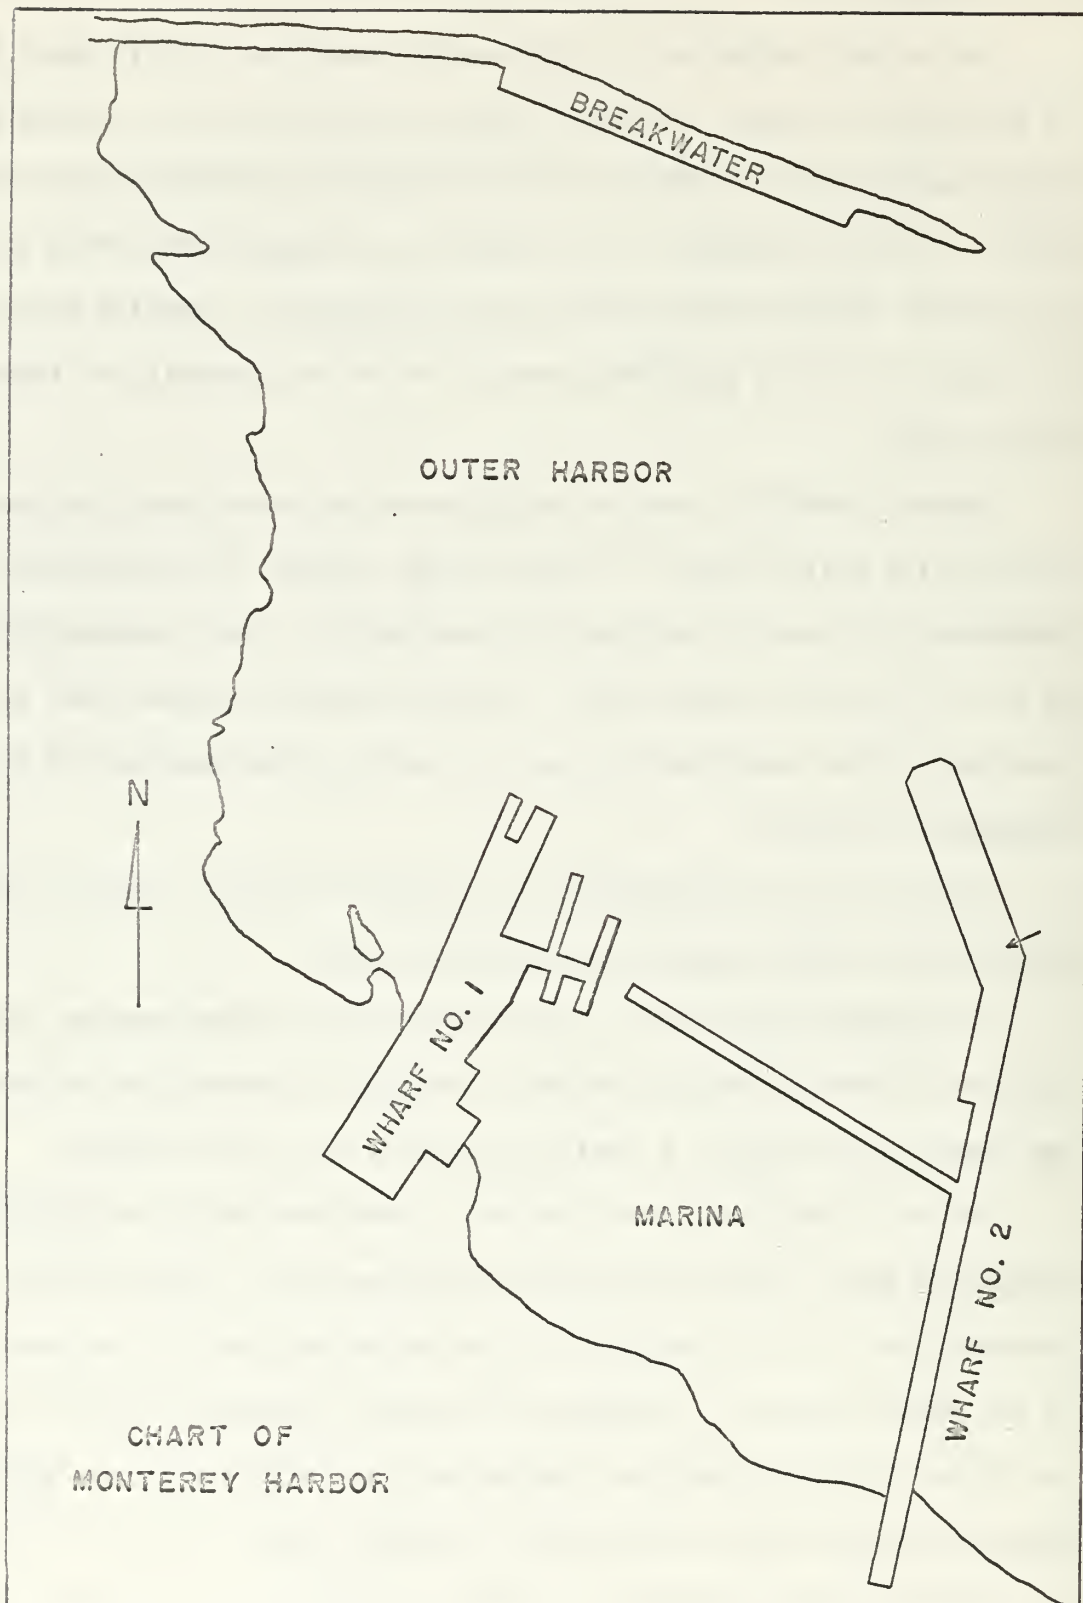 BREAKWATER
OUTER HARBOR
N
WHARF NO. 1
MARINA
WHARF NO. 2
CHART OF
MONTEREY HARBOR